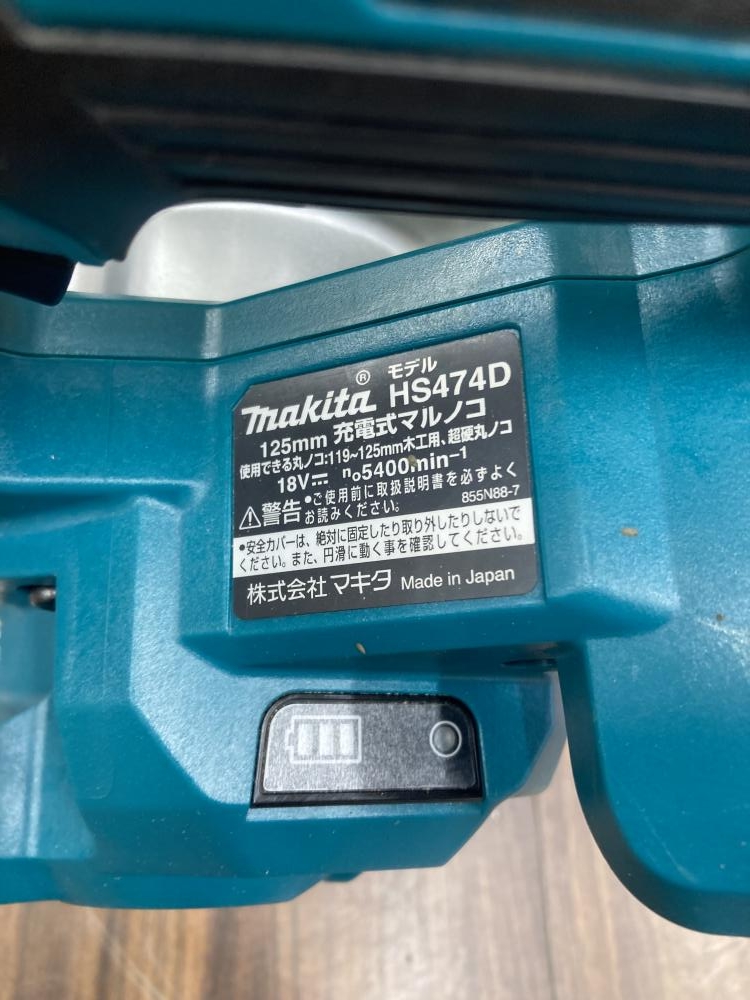 モデル
makita® HS474D
125mm 充電式マルノコ
使用できる丸ノコ:119~125mm木工用、超硬丸ノコ
18V⎓ n₀5400min⁻¹
⚠警告 •ご使用前に取扱説明書を必ずよく
お読みください。 855N88-7
•安全カバーは、絶対に固定したり取り外したりしないで
ください。また、円滑に動く事を確認してください。
株式会社 マキタ Made in Japan